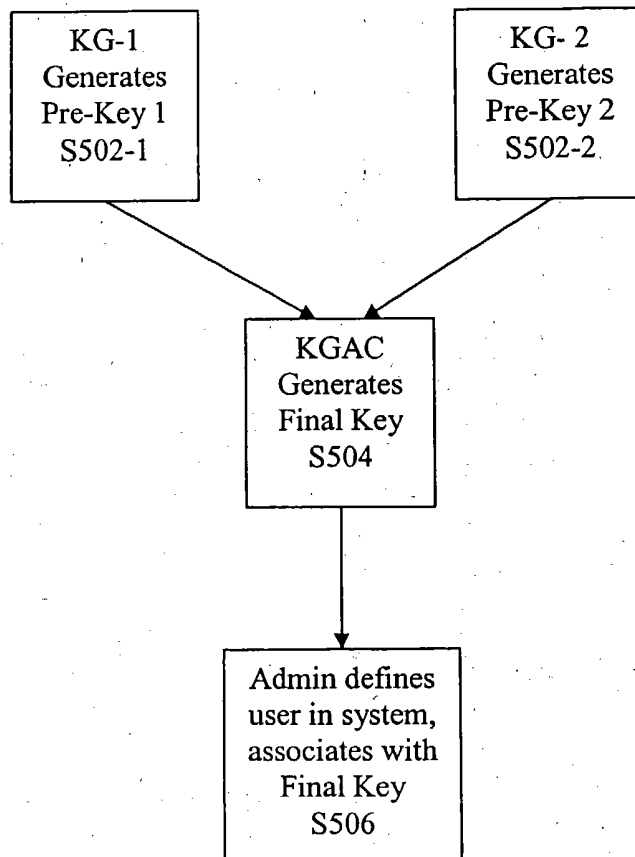 KG-1
Generates
Pre-Key 1
S502-1
KG- 2
Generates
Pre-Key 2
S502-2
KGAC
Generates
Final Key
S504
Admin defines
user in system,
associates with
Final Key
S506